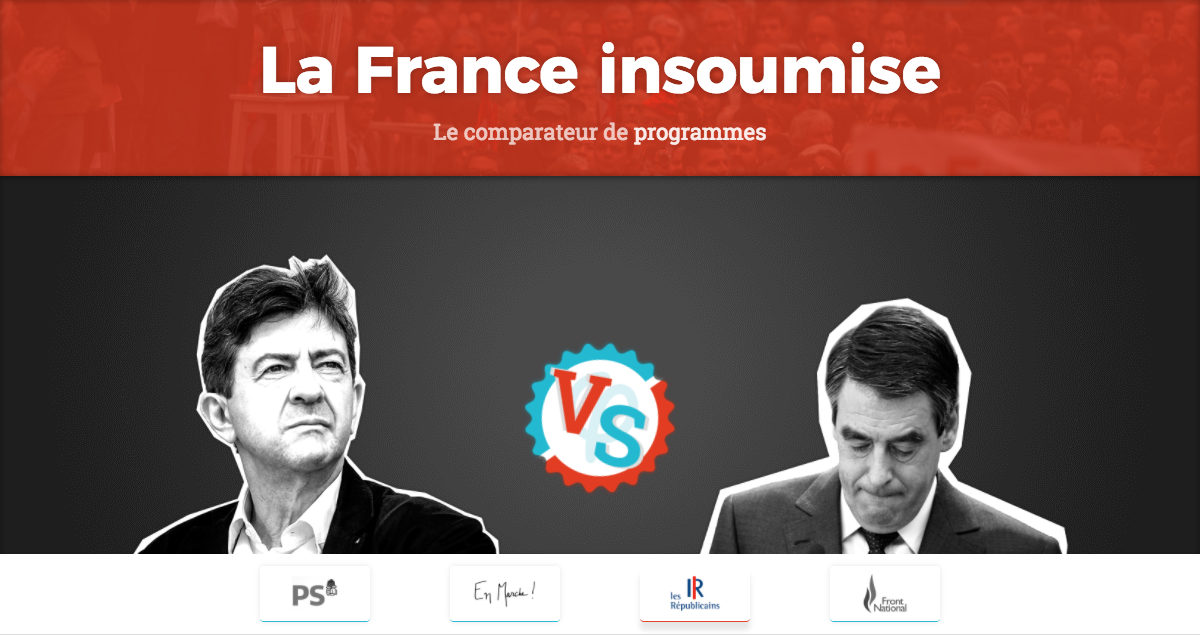 La France insoumise
Le comparateur de programmes
VS
PS
En Marche !
les Républicains
Front National